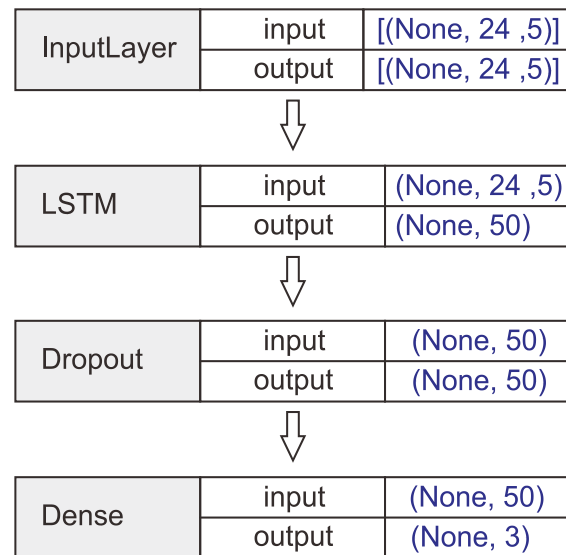 InputLayer
input [(None, 24 ,5)]
output [(None, 24 ,5)]
LSTM
input (None, 24 ,5)
output (None, 50)
Dropout
input (None, 50)
output (None, 50)
Dense
input (None, 50)
output (None, 3)